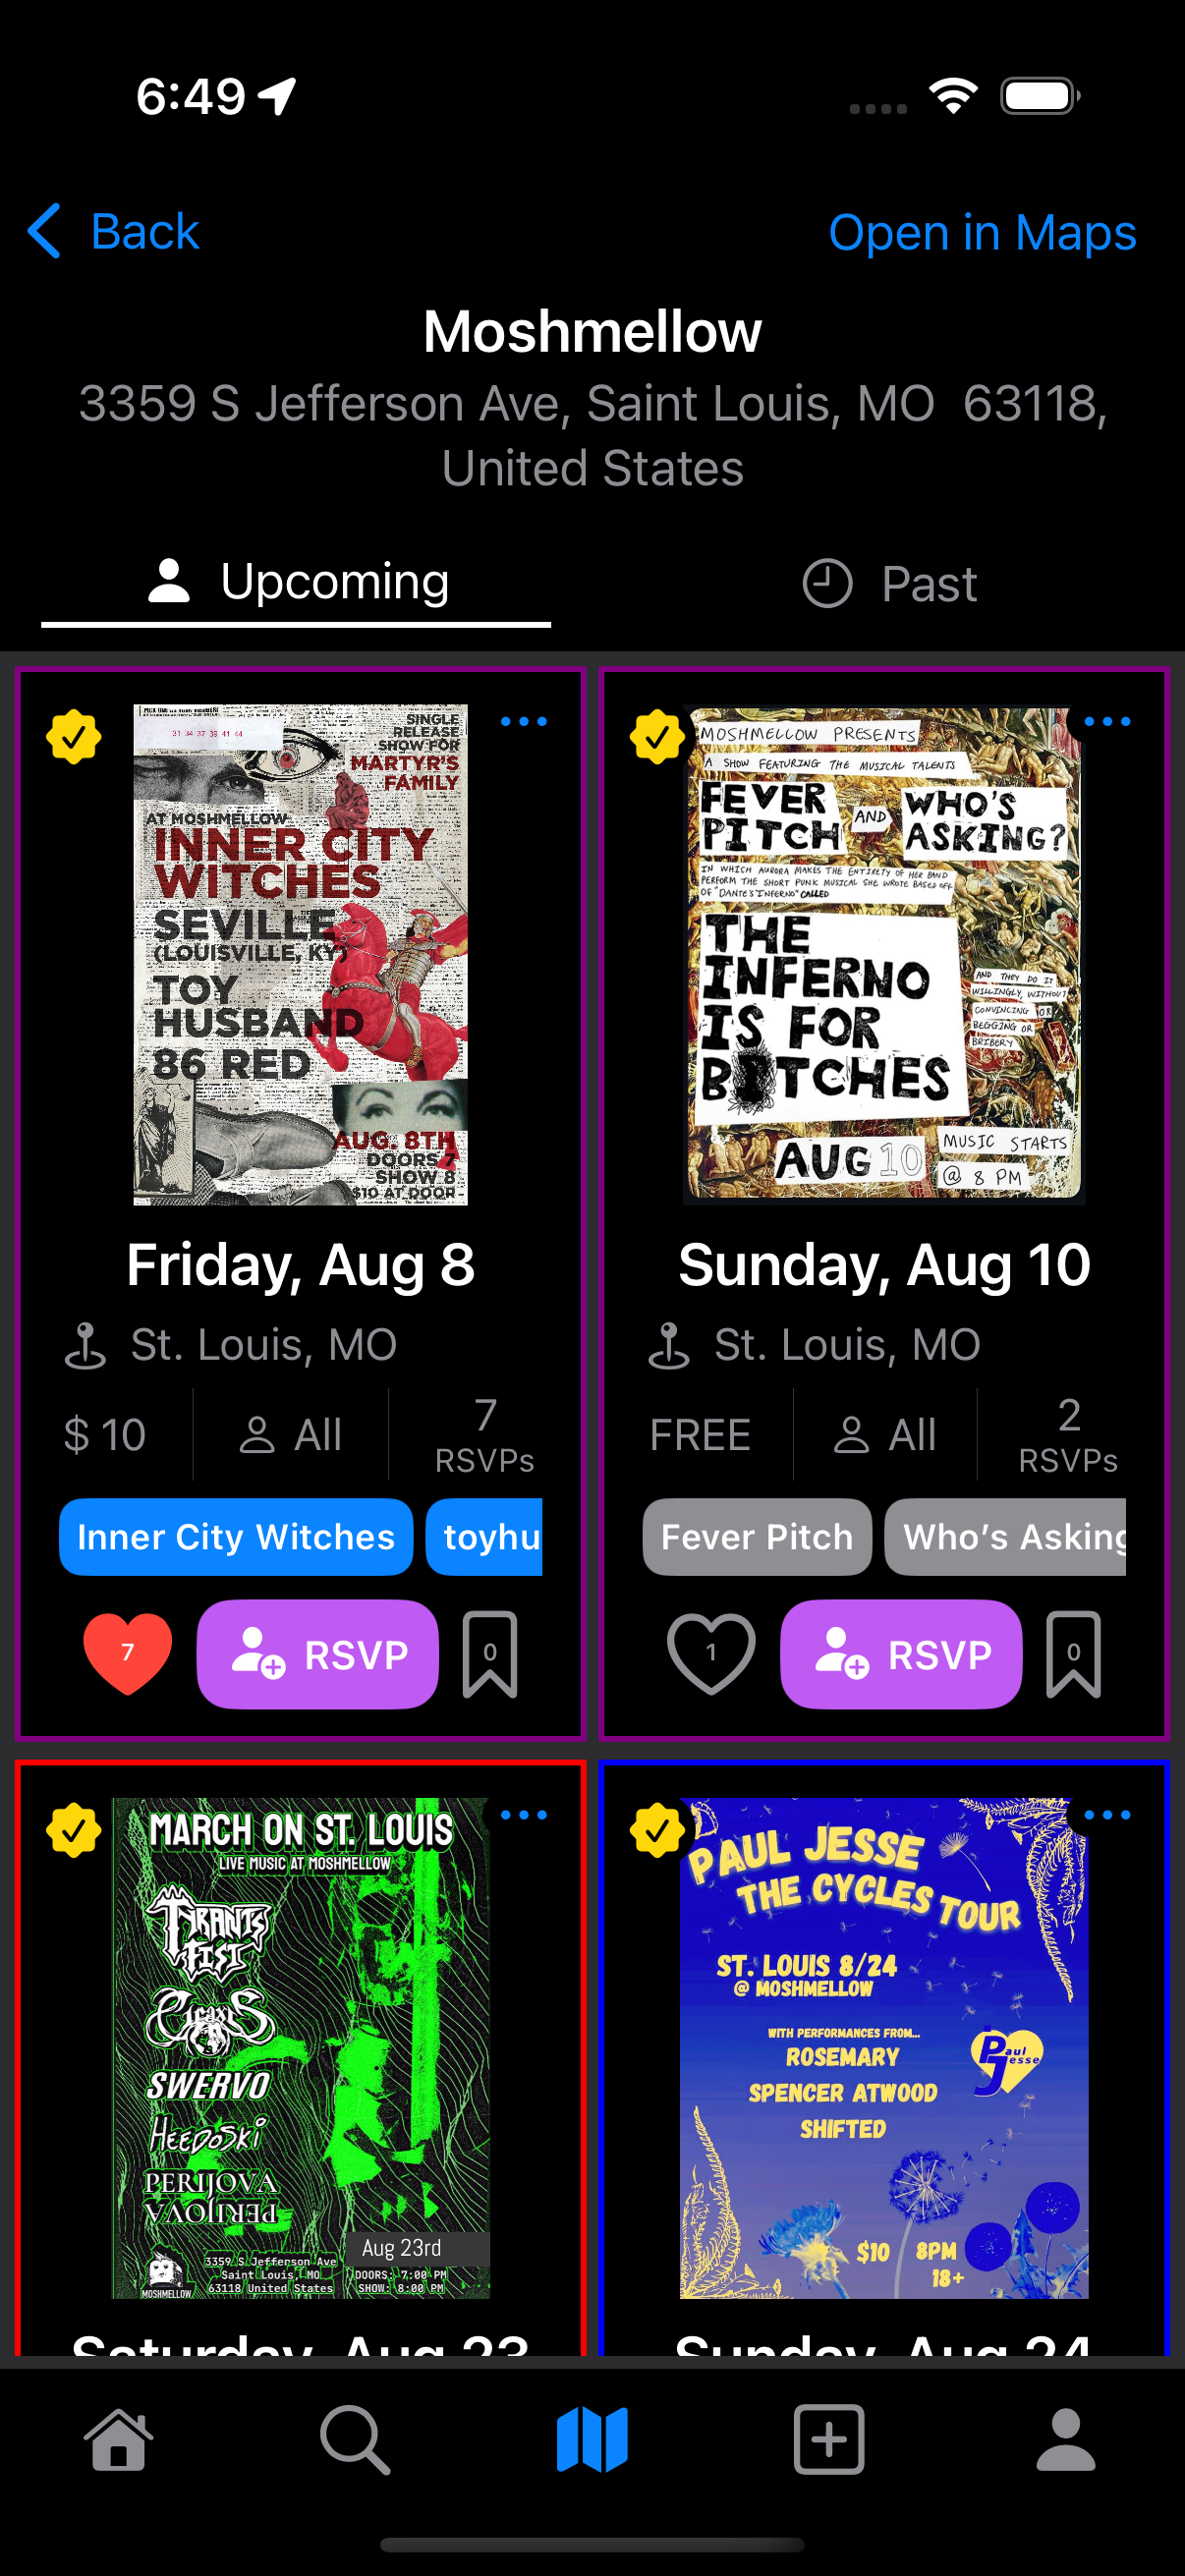 6:49
Back
Open in Maps
Moshmellow
3359 S Jefferson Ave, Saint Louis, MO 63118,
United States
Upcoming
Past
21 34 37 39 41 44
SINGLE
RELEASE
SHOW FOR
MARTYR'S
FAMILY
AT MOSHMELLOW
INNER CITY
WITCHES
SEVILLE
(LOUISVILLE, KY)
TOY
HUSBAND
86 RED
AUG. 8TH
DOORS 7
SHOW 8
$10 AT DOOR
Friday, Aug 8
St. Louis, MO
$ 10
All
7
RSVPs
Inner City Witches
toyhu
7
RSVP
0
MOSHMELLOW PRESENTS
A SHOW FEATURING THE MUSICAL TALENTS
FEVER
PITCH
AND
WHO'S
ASKING?
IN WHICH AURORA MAKES THE ENTIRETY OF HER BAND
PERFORM THE SHORT PUNK MUSICAL SHE WROTE BASED OFF
OF "DANTE'S INFERNO" CALLED
THE
INFERNO
IS FOR
B TCHES
AND THEY DO IT
WILLINGLY, WITHOUT
CONVINCING OR
BEGGING OR
BRIBERY
AUG 10
MUSIC STARTS
@ 8 PM
Sunday, Aug 10
St. Louis, MO
FREE
All
2
RSVPs
Fever Pitch
Who's Asking
1
RSVP
0
MARCH ON ST. LOUIS
LIVE MUSIC AT MOSHMELLOW
TYRANTS
FIST
SWERVO
HEEDOSKI
PERIJOVA
PERIJOVA
MOSHMELLOW
3359 S Jefferson Ave
Saint Louis, MO
63118 United States
Aug 23rd
DOORS: 7:00 PM
SHOW: 8:00 PM
Saturday, Aug 23
PAUL JESSE
THE CYCLES TOUR
ST. LOUIS 8/24
@ MOSHMELLOW
WITH PERFORMANCES FROM...
ROSEMARY
SPENCER ATWOOD
SHIFTED
Paul
Jesse
$10
8PM
18+
Sunday, Aug 24